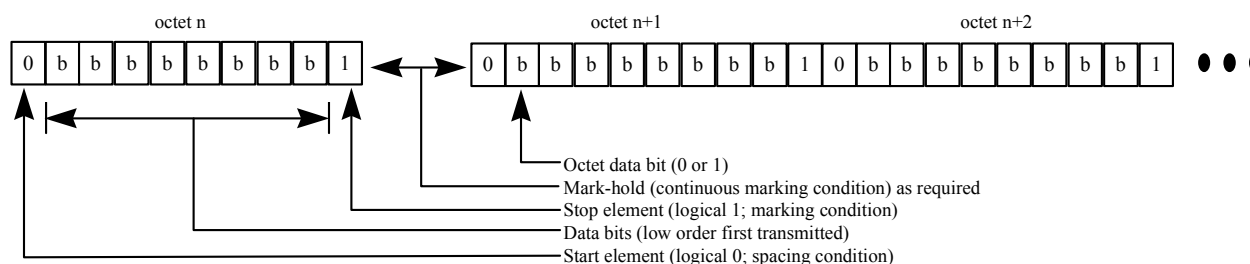 octet n octet n+1 octet n+2
0 b b b b b b b b 1 0 b b b b b b b b 1 0 b b b b b b b b 1
Octet data bit (0 or 1)
Mark-hold (continuous marking condition) as required
Stop element (logical 1; marking condition)
Data bits (low order first transmitted)
Start element (logical 0; spacing condition)